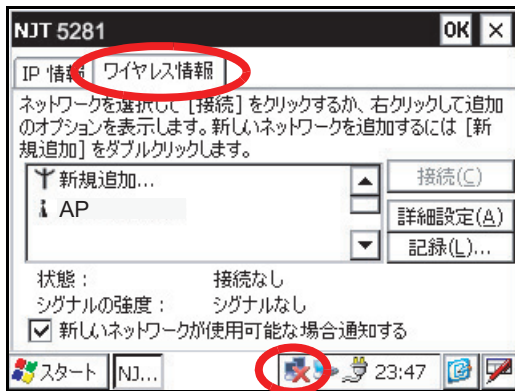 NJT 5281 OK ×
IP 情報 ワイヤレス情報
ネットワークを選択して [接続] をクリックするか、右クリックして追加
のオプションを表示します。新しいネットワークを追加するには [新
規追加] をダブルクリックします。
新規追加...
AP
接続(C)
詳細設定(A)
記録(L)...
状態： 接続なし
シグナルの強度： シグナルなし
新しいネットワークが使用可能な場合通知する
スタート NJ... 23:47